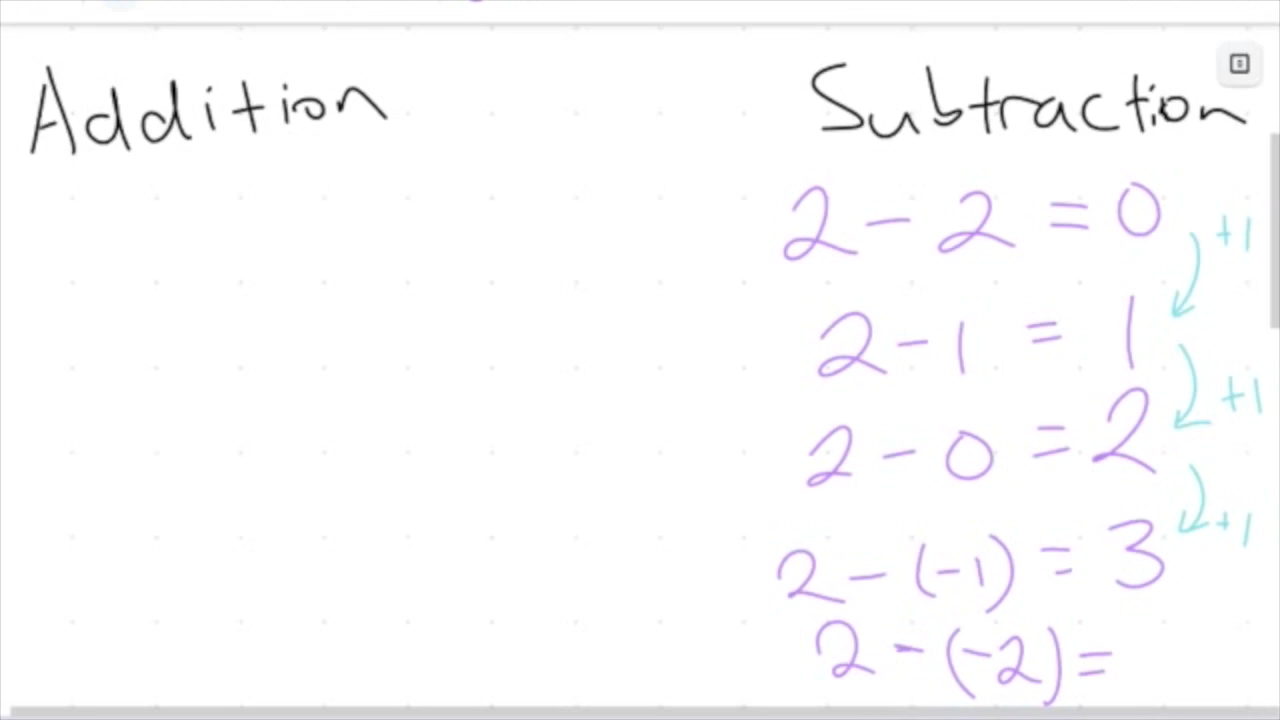 Addition Subtraction
2 - 2 = 0
+1
2 - 1 = 1
+1
2 - 0 = 2
+1
2 - (-1) = 3
2 - (-2) =